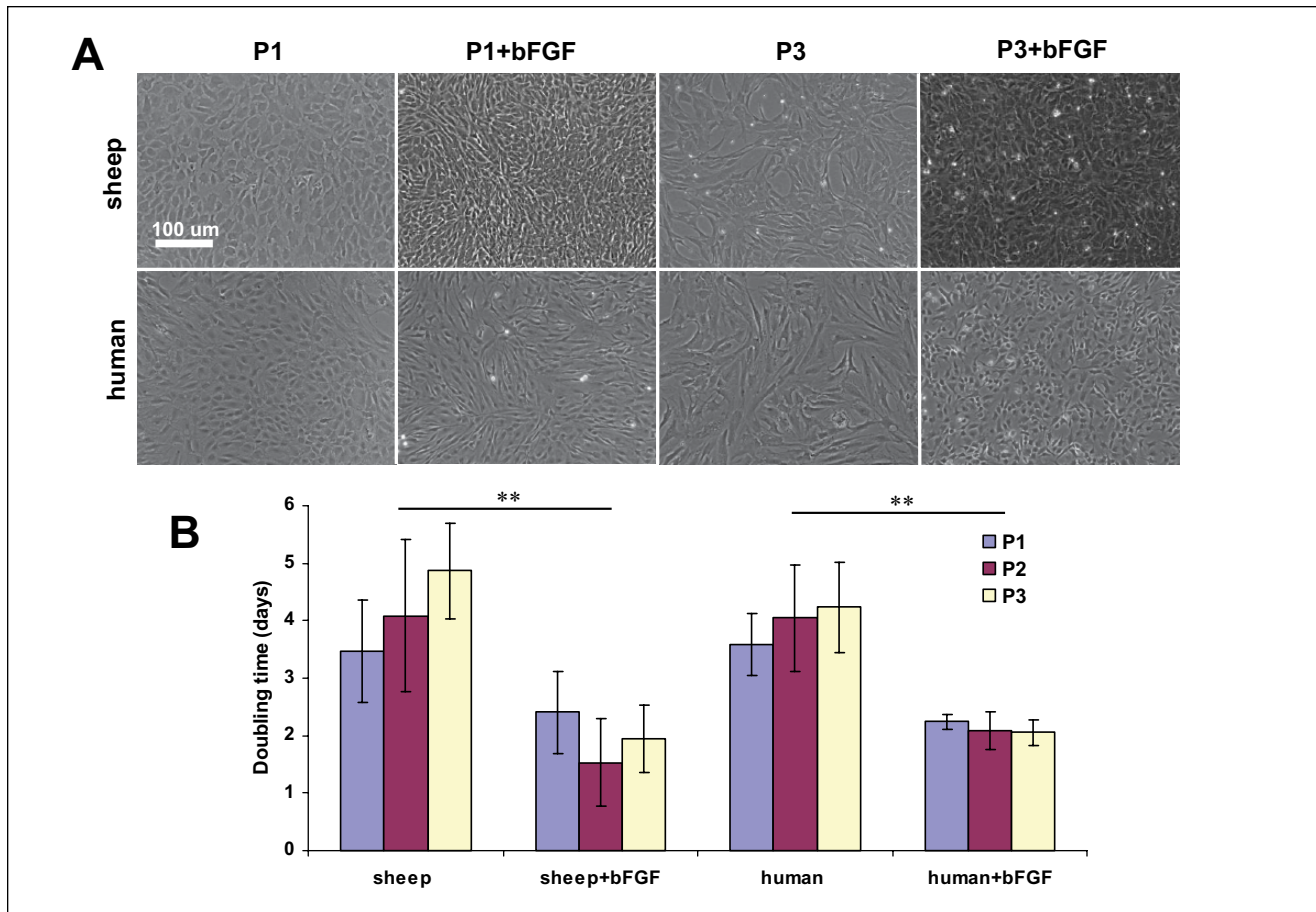 A
P1
P1+bFGF
P3
P3+bFGF
sheep
100 um
human
B
Doubling time (days)
6
5
4
3
2
1
0
**
**
P1
P2
P3
sheep
sheep+bFGF
human
human+bFGF